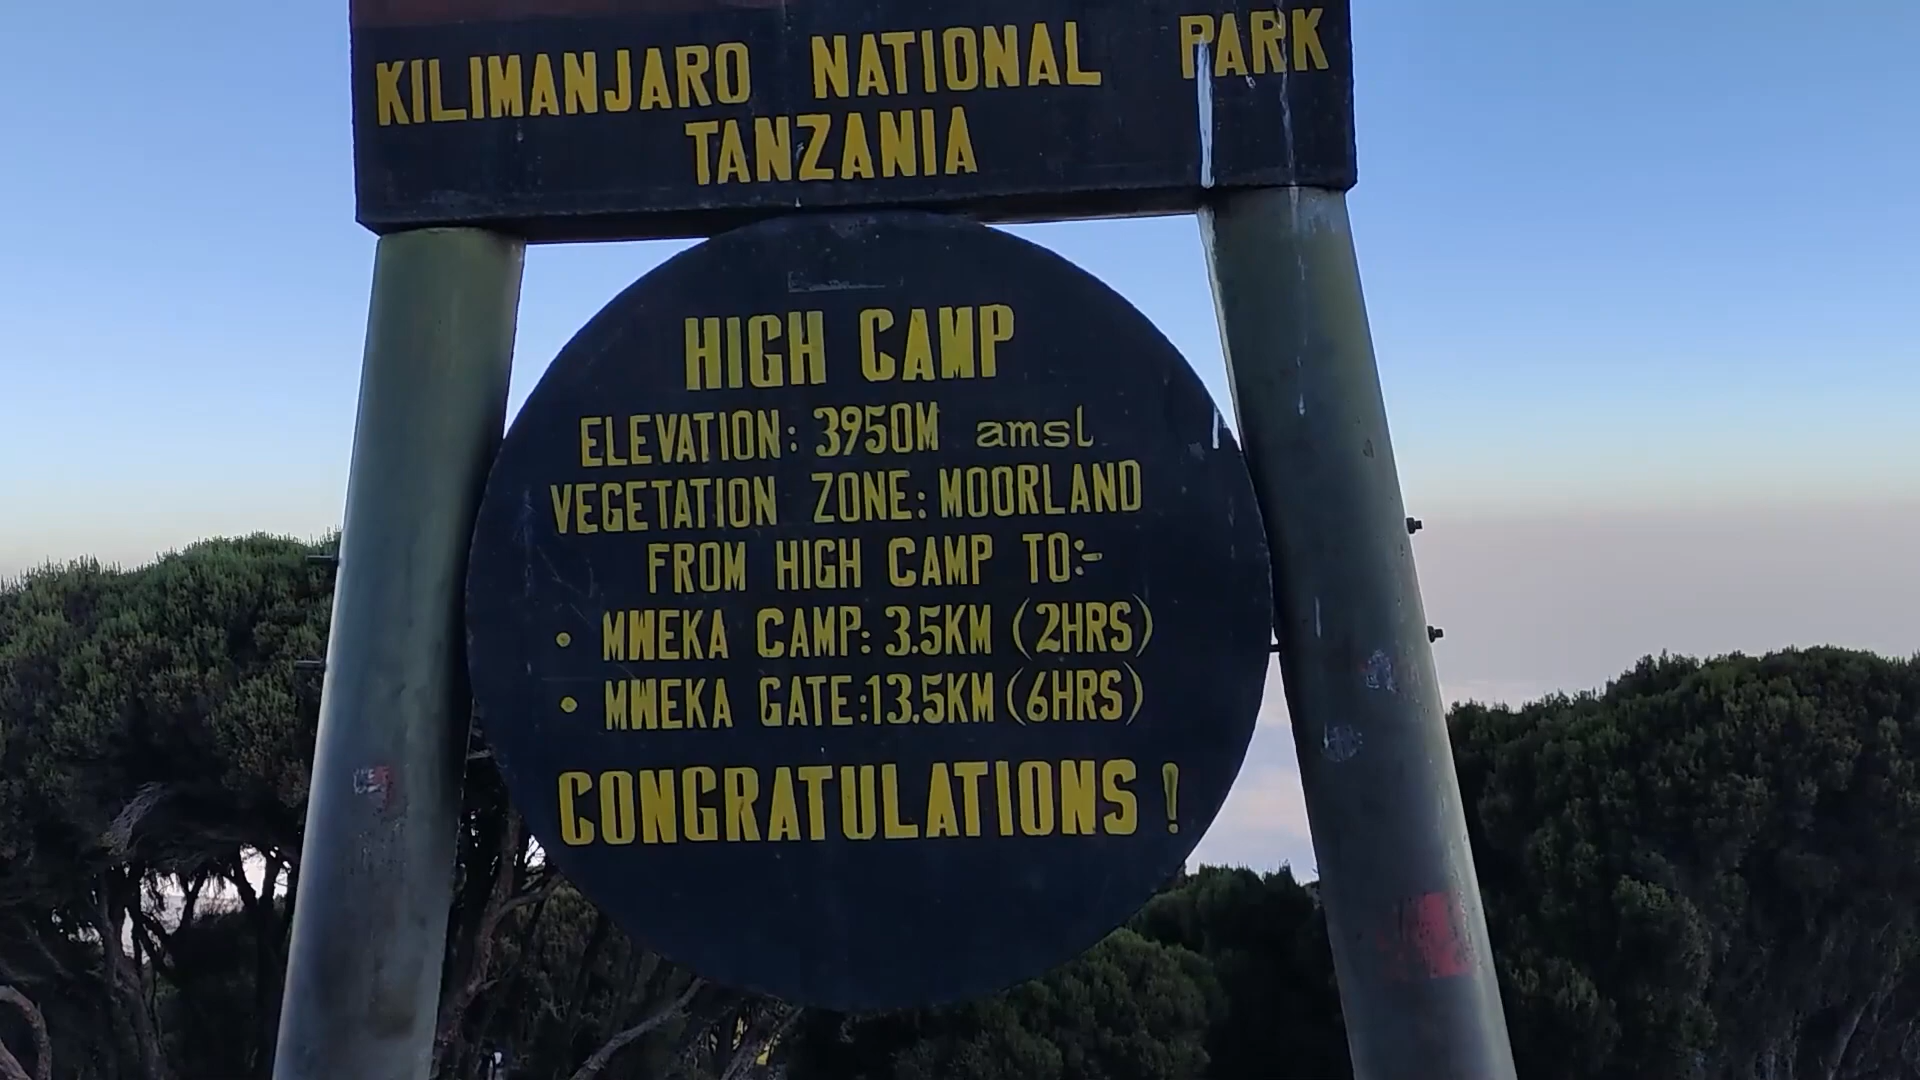 KILIMANJARO NATIONAL PARK
TANZANIA
HIGH CAMP
ELEVATION: 3950M amsl
VEGETATION ZONE: MOORLAND
FROM HIGH CAMP TO:-
• MWEKA CAMP: 3.5KM (2HRS)
• MWEKA GATE:13.5KM (6HRS)
CONGRATULATIONS !